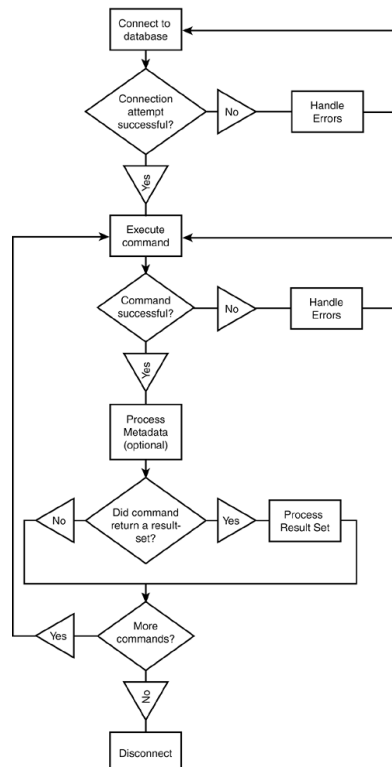 Connect to
database
Connection
attempt
successful?
No
Handle
Errors
Yes
Execute
command
Command
successful?
No
Handle
Errors
Yes
Process
Metadata
(optional)
No
Did command
return a result-
set?
Yes
Process
Result Set
Yes
More
commands?
No
Disconnect